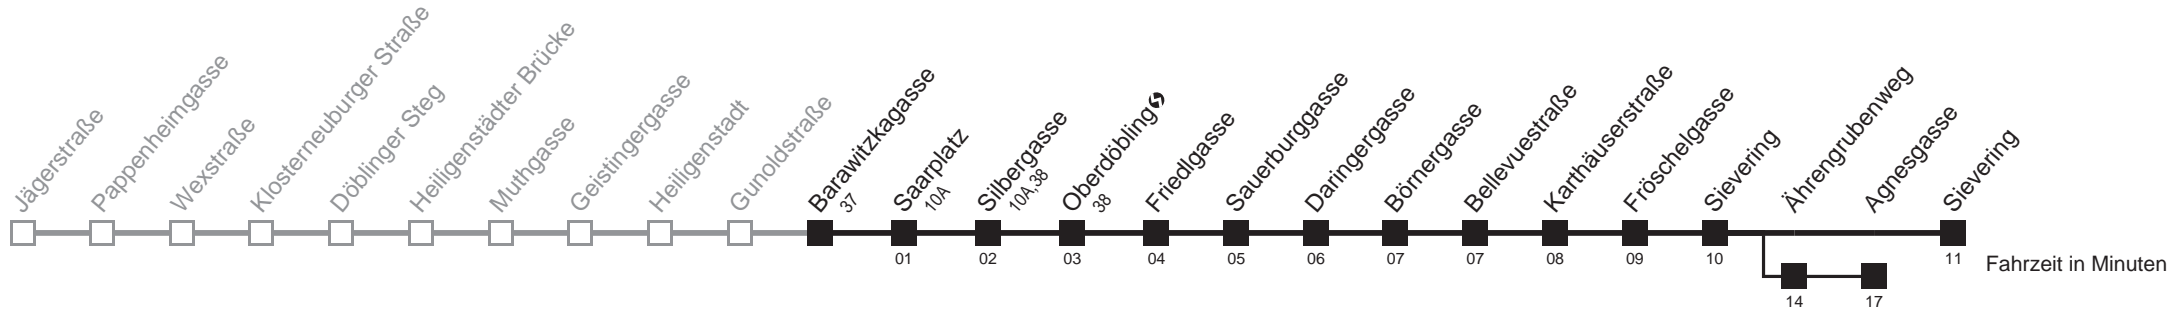 Jägerstraße
Pappenheimgasse
Wexstraße
Klosterneuburger Straße
Döblinger Steg
Heiligenstädter Brücke
Muthgasse
Geistingergasse
Heiligenstadt
Gunoldstraße
Barawitzkagasse
37
Saarplatz
10A
Silbergasse
10A,38
Oberdöbling
38
Friedlgasse
Sauerburggasse
Daringergasse
Börnergasse
Bellevuestraße
Karthäuserstraße
Fröschelgasse
Sievering
Ährengrubenweg
Agnesgasse
Sievering
01 02 03 04 05 06 07 07 08 09 10 11
Fahrzeit in Minuten
14 17